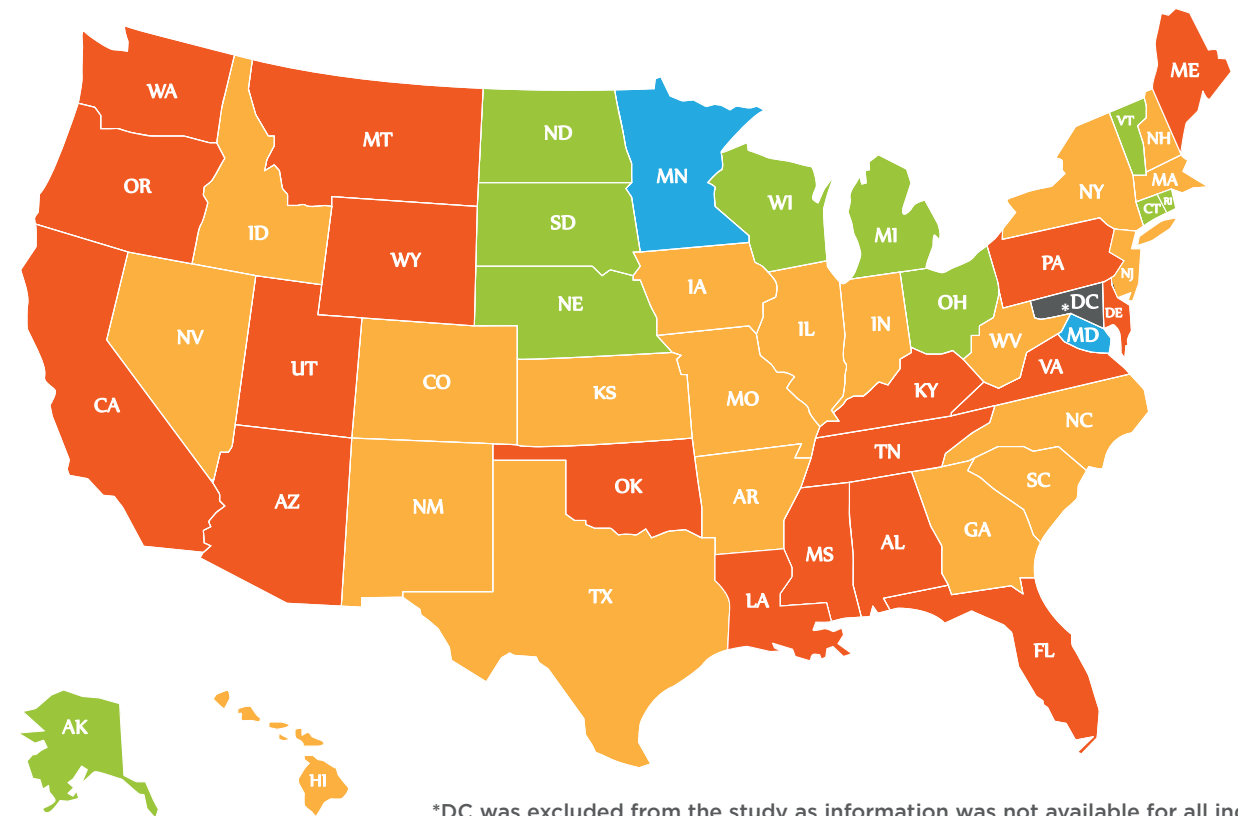 ME
WA
VT
ND
MT
NH
MN
MA
OR
NY
WI
CT
RI
SD
MI
ID
WY
PA
NJ
IA
*DC
NE
OH
DE
IL
IN
NV
MD
WV
UT
VA
CO
KY
KS
MO
CA
NC
TN
SC
OK
AR
AZ
NM
GA
AL
MS
TX
LA
FL
AK
HI
*DC was excluded from the study as information was not available for all